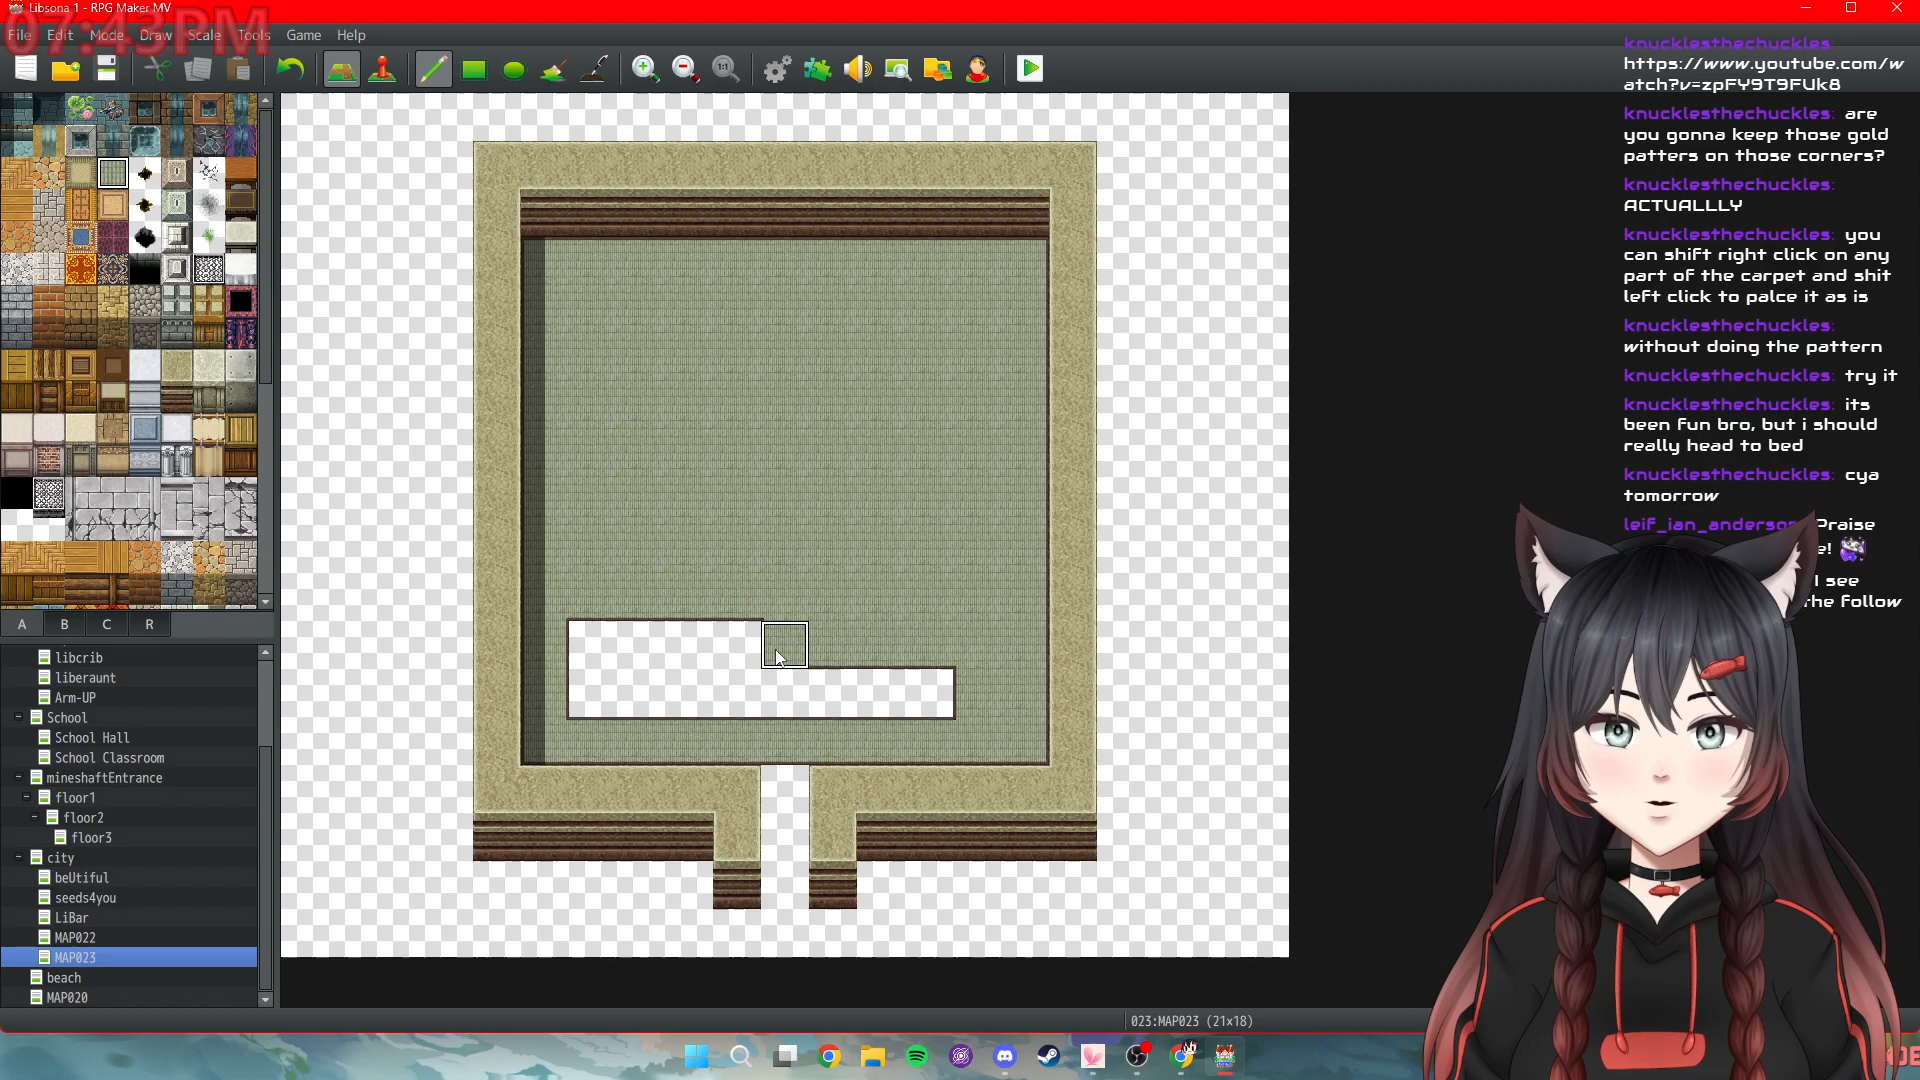 Libsona 1 - RPG Maker MV
07:43PM
File Edit Mode Draw Scale Tools Game Help
1:1
A B C R
libcrib
liberaunt
Arm-UP
School
School Hall
School Classroom
mineshaftEntrance
floor1
floor2
floor3
city
beUtiful
seeds4you
LiBar
MAP022
MAP023
beach
MAP020
023:MAP023 (21x18)
knucklesthechuckles:
https://www.youtube.com/w
atch?v=zpFY9T9FUk8
knucklesthechuckles: are
you gonna keep those gold
patters on those corners?
knucklesthechuckles:
ACTUALLLY
knucklesthechuckles: you
can shift right click on any
part of the carpet and shit
left click to palce it as is
knucklesthechuckles:
without doing the pattern
knucklesthechuckles: try it
knucklesthechuckles: its
been fun bro, but i should
really head to bed
knucklesthechuckles: cya
tomorrow
leif_ian_anderso Praise
e!
I see
the Follow